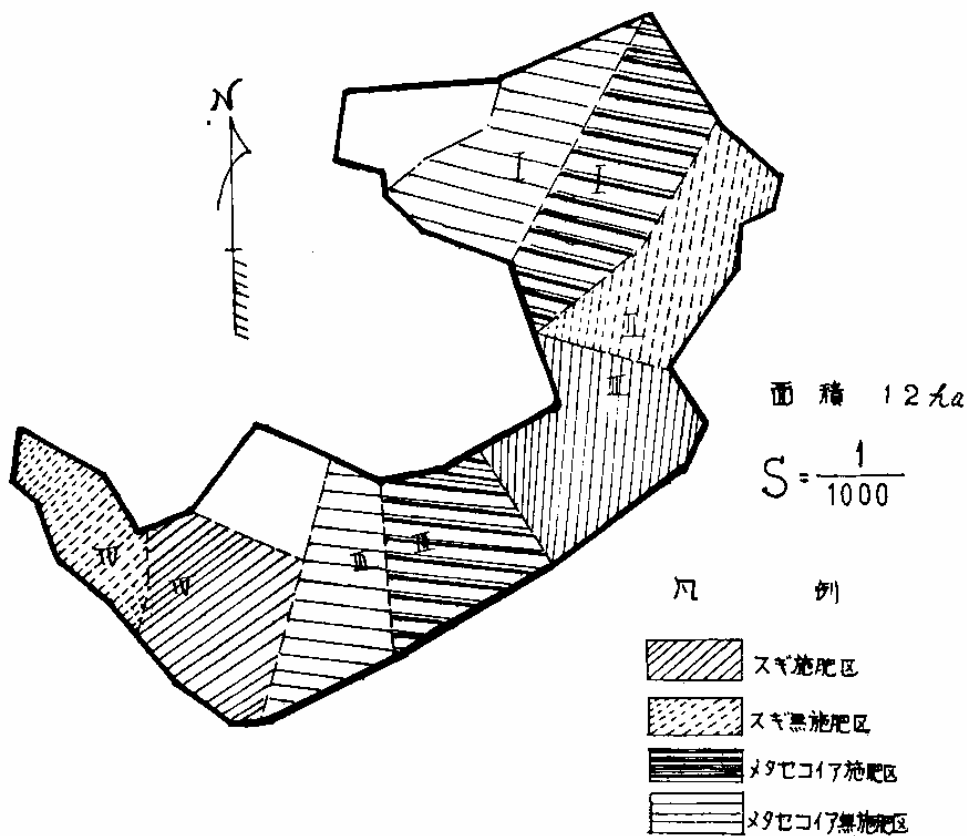 N
I
I
II
II
面積 12ha
S=1/1000
III
III
IV
IV
凡例
スギ施肥区
スギ無施肥区
メタセコイア施肥区
メタセコイア無施肥区